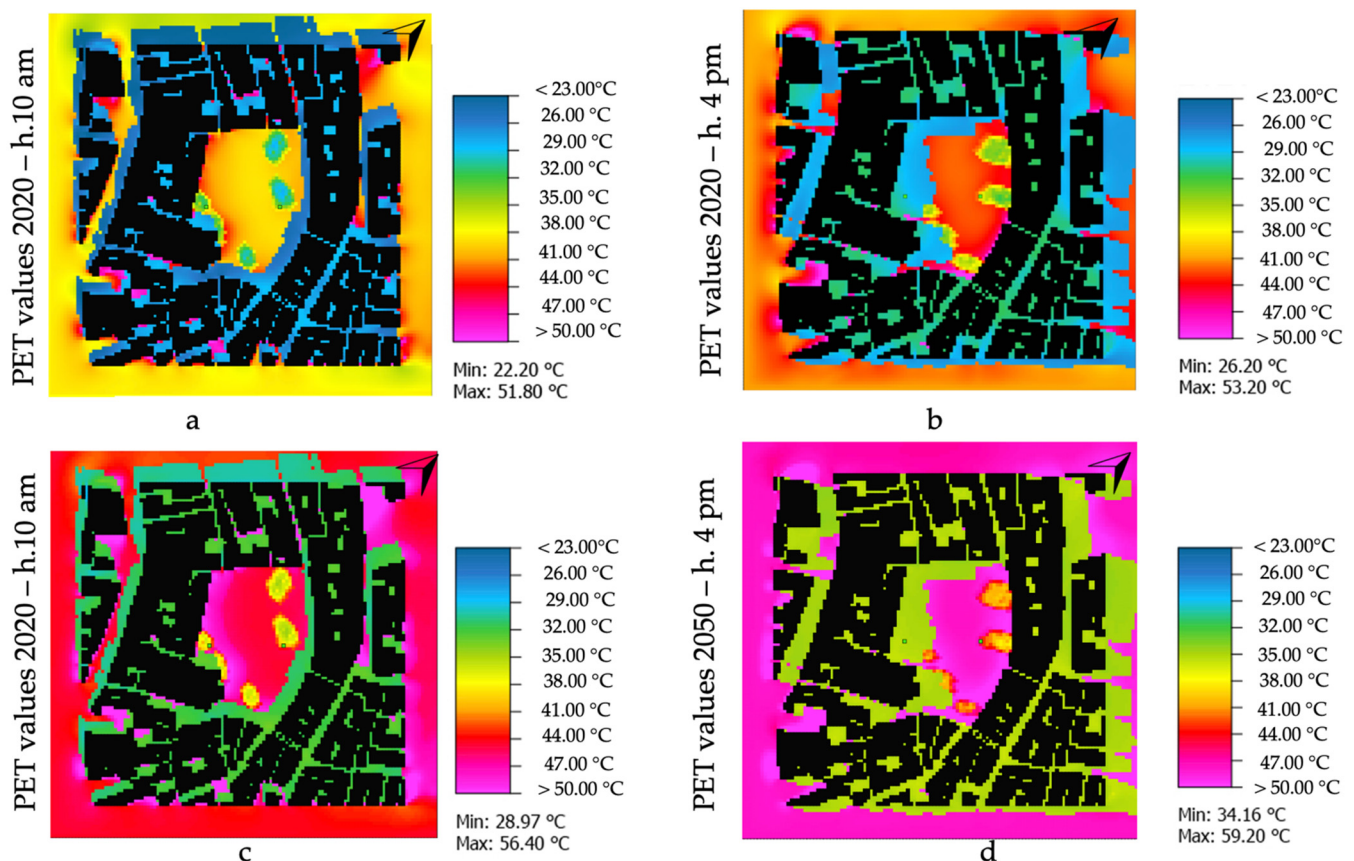 PET values 2020 – h.10 am
< 23.00°C
26.00 °C
29.00 °C
32.00 °C
35.00 °C
38.00 °C
41.00 °C
44.00 °C
47.00 °C
> 50.00 °C
Min: 22.20 °C
Max: 51.80 °C
a
PET values 2020 – h. 4 pm
< 23.00°C
26.00 °C
29.00 °C
32.00 °C
35.00 °C
38.00 °C
41.00 °C
44.00 °C
47.00 °C
> 50.00 °C
Min: 26.20 °C
Max: 53.20 °C
b
PET values 2020 – h.10 am
< 23.00°C
26.00 °C
29.00 °C
32.00 °C
35.00 °C
38.00 °C
41.00 °C
44.00 °C
47.00 °C
> 50.00 °C
Min: 28.97 °C
Max: 56.40 °C
c
PET values 2050 – h. 4 pm
< 23.00°C
26.00 °C
29.00 °C
32.00 °C
35.00 °C
38.00 °C
41.00 °C
44.00 °C
47.00 °C
> 50.00 °C
Min: 34.16 °C
Max: 59.20 °C
d